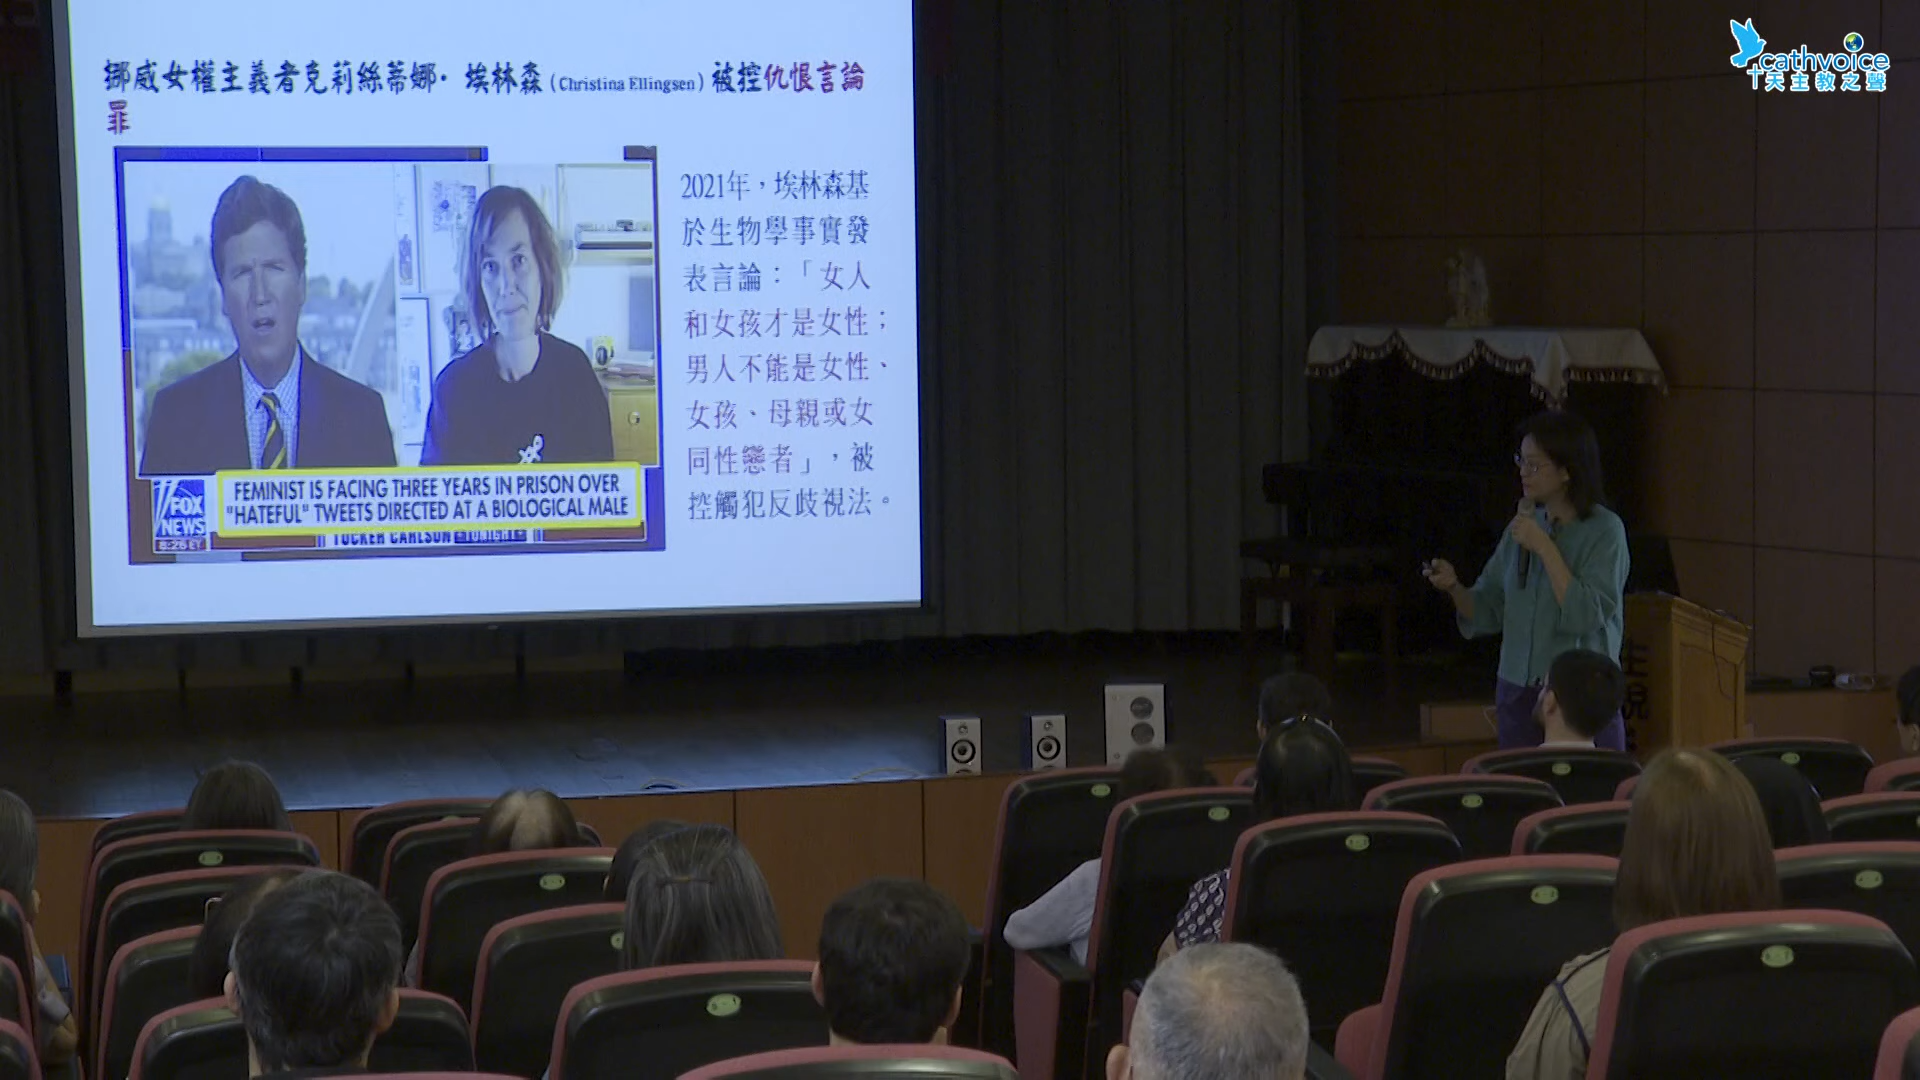 挪威女權主義者克莉絲蒂娜·埃林森(Christina Ellingsen)被控仇恨言論
罪
2021年，埃林森基
於生物學事實發
表言論：「女人
和女孩才是女性；
男人不能是女性、
女孩、母親或女
同性戀者」，被
控觸犯反歧視法。
FEMINIST IS FACING THREE YEARS IN PRISON OVER
"HATEFUL" TWEETS DIRECTED AT A BIOLOGICAL MALE
FOX
NEWS
8:26 ET
TUCKER CARLSON TONIGHT
cathvoice
天主教之聲